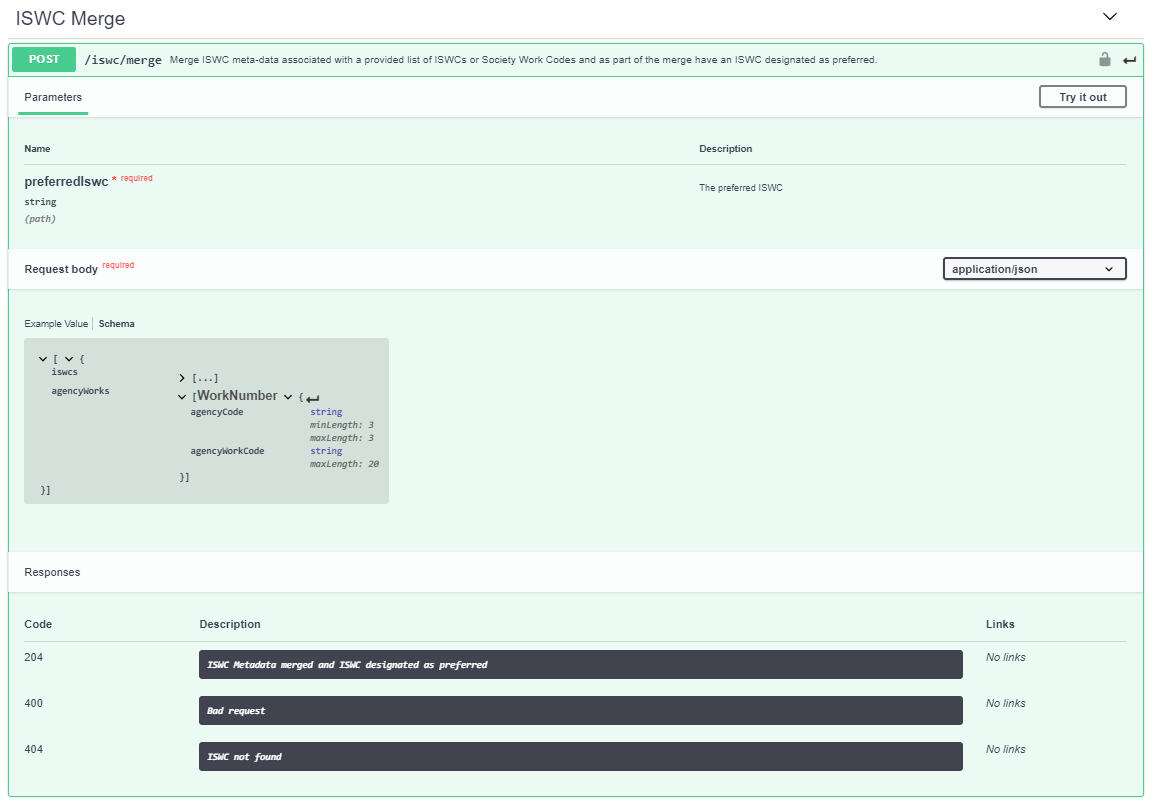 ISWC Merge
POST /iswc/merge Merge ISWC meta-data associated with a provided list of ISWCs or Society Work Codes and as part of the merge have an ISWC designated as preferred.
Parameters Try it out
Name Description
preferredIswc * required
The preferred ISWC
string
(path)
Request body required application/json
Example Value Schema
[ {
iswcs
[...]
agencyWorks
[WorkNumber {
agencyCode string
minLength: 3
maxLength: 3
agencyWorkCode string
maxLength: 20
}]
}]
Responses
Code Description Links
204 ISWC Metadata merged and ISWC designated as preferred No links
400 Bad request No links
404 ISWC not found No links